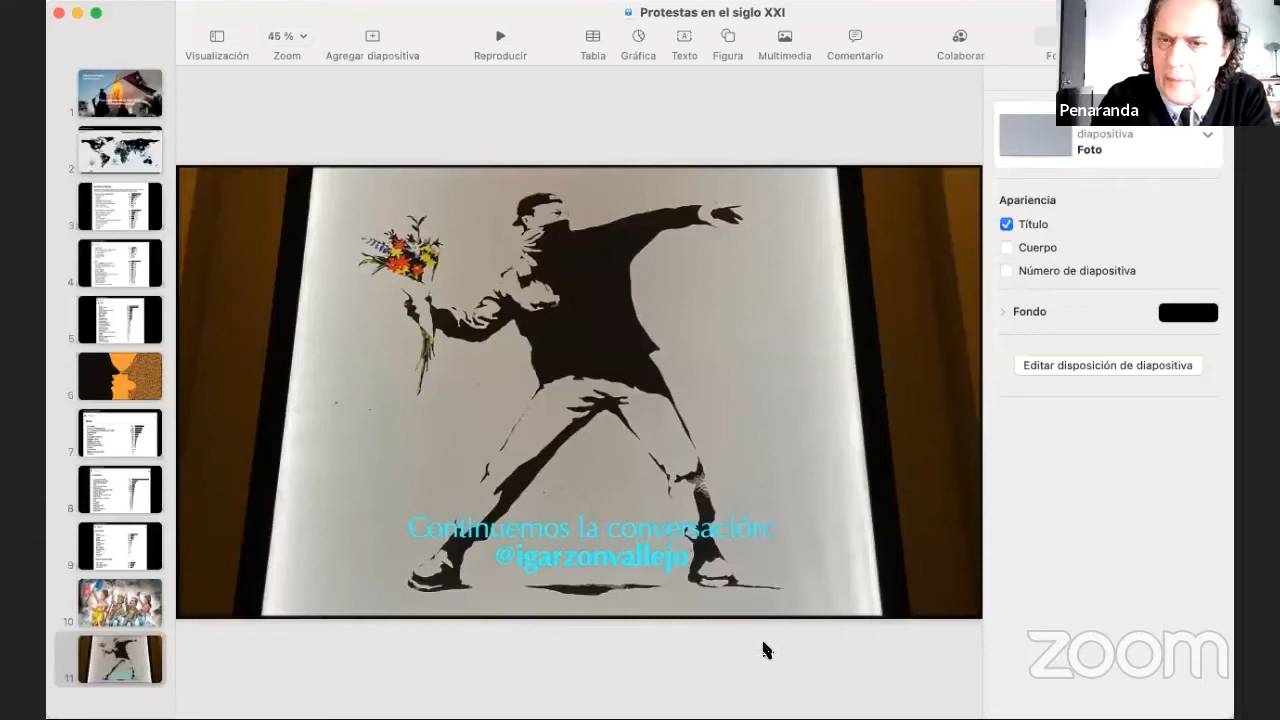 Protestas en el siglo XXI
45 %
Visualización
Zoom
Agregar diapositiva
Reproducir
Tabla
Gráfica
Texto
Figura
Multimedia
Comentario
Colaborar
Fo
Penaranda
diapositiva
Foto
Apariencia
Título
Cuerpo
Número de diapositiva
Fondo
Editar disposición de diapositiva
1
2
3
4
5
6
7
8
9
10
11
Continuemos la conversación:
@igarzonvallejo
zoom